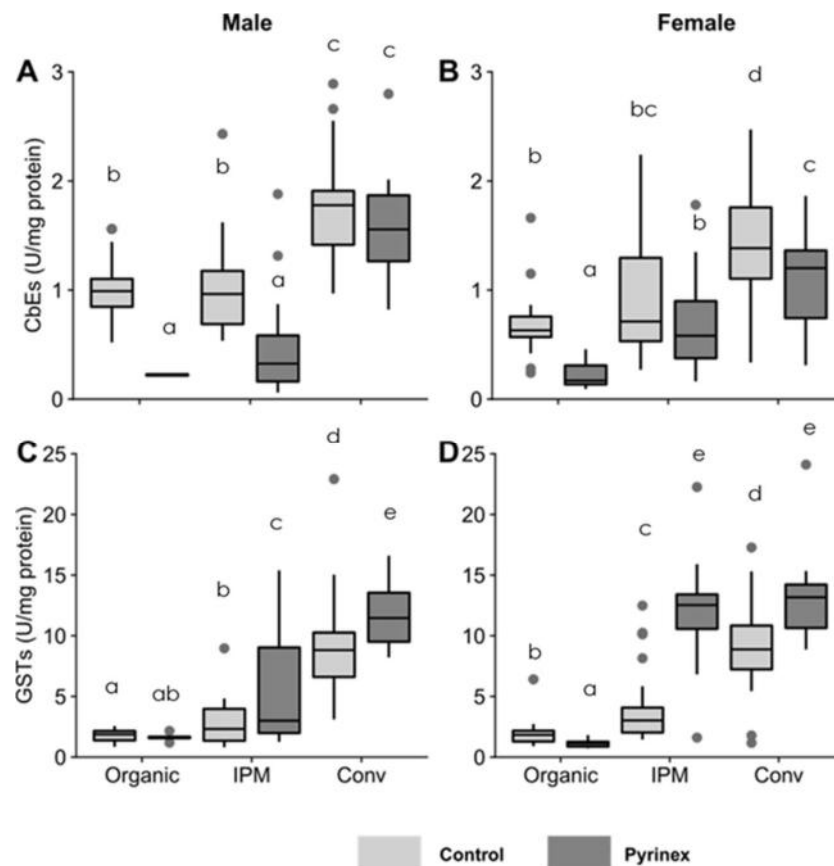 Male
Female
A
B
CbEs (U/mg protein)
3
2
1
0
b
a
b
a
c
c
3
2
1
0
b
a
bc
b
d
c
C
D
GSTs (U/mg protein)
25
20
15
10
5
0
a
ab
b
c
d
e
25
20
15
10
5
0
b
a
c
e
d
e
Organic IPM Conv
Organic IPM Conv
Control Pyrinex